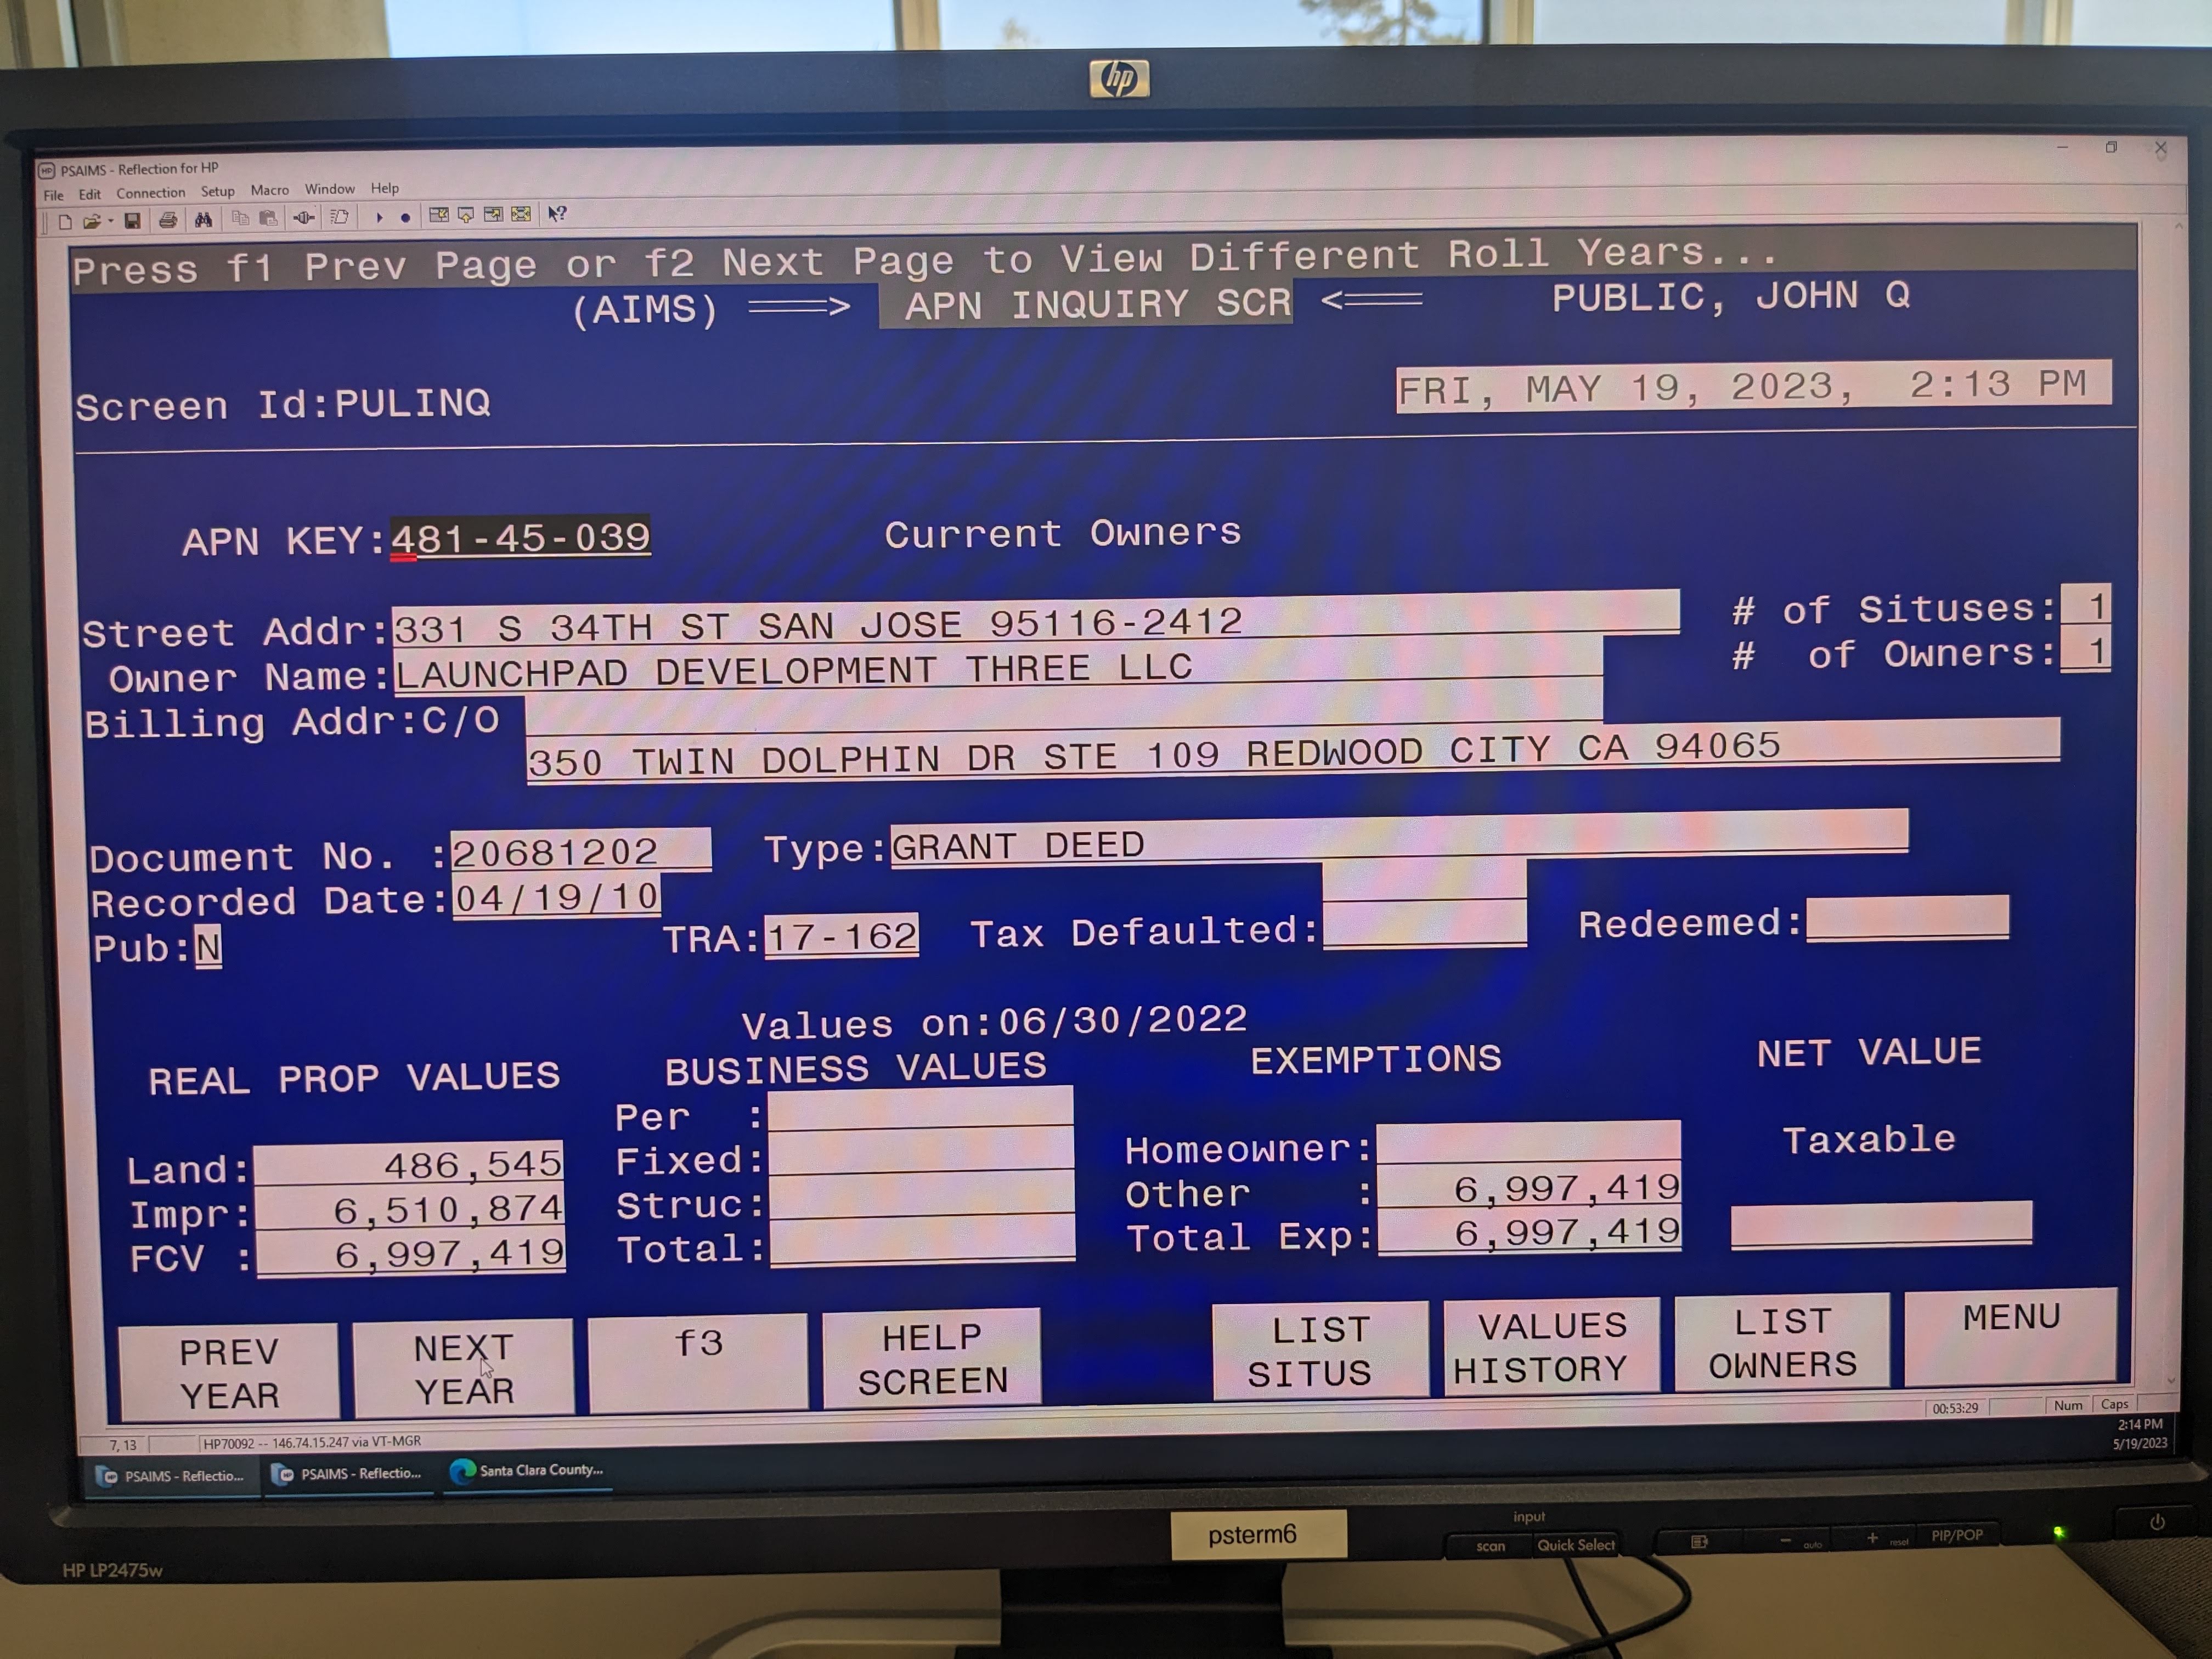 hp
PSAIMS - Reflection for HP
File Edit Connection Setup Macro Window Help
Press f1 Prev Page or f2 Next Page to View Different Roll Years...
(AIMS) ===> APN INQUIRY SCR <=== PUBLIC, JOHN Q
Screen Id:PULINQ FRI, MAY 19, 2023, 2:13 PM
APN KEY:481-45-039 Current Owners
Street Addr:331 S 34TH ST SAN JOSE 95116-2412 # of Situses: 1
Owner Name:LAUNCHPAD DEVELOPMENT THREE LLC # of Owners: 1
Billing Addr:C/O
350 TWIN DOLPHIN DR STE 109 REDWOOD CITY CA 94065
Document No. :20681202 Type:GRANT DEED
Recorded Date:04/19/10
Pub:N TRA:17-162 Tax Defaulted: Redeemed:
Values on:06/30/2022
REAL PROP VALUES BUSINESS VALUES EXEMPTIONS NET VALUE
Per :
Land: 486,545 Fixed: Homeowner: Taxable
Impr: 6,510,874 Struc: Other : 6,997,419
FCV : 6,997,419 Total: Total Exp: 6,997,419
PREV YEAR
NEXT YEAR
f3
HELP SCREEN
LIST SITUS
VALUES HISTORY
LIST OWNERS
MENU
00:53:29 Num Caps
7, 13 HP70092 -- 146.74.15.247 via VT-MGR
2:14 PM
5/19/2023
PSAIMS - Reflectio... PSAIMS - Reflectio... Santa Clara County...
psterm6
input
scan Quick Select - auto + reset PIP/POP
HP LP2475w